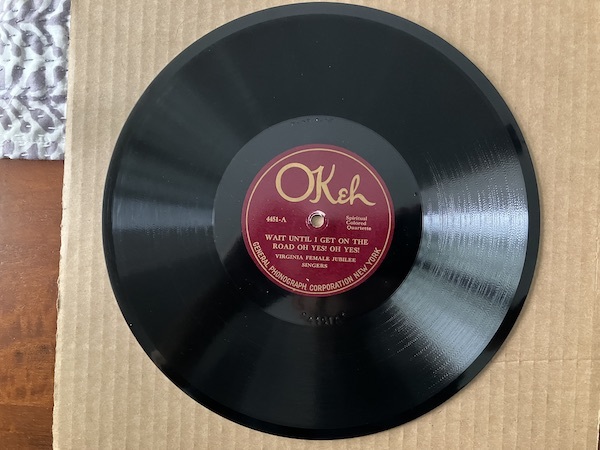 OKeh
4451-A
Spiritual
Colored
Quartette
WAIT UNTIL I GET ON THE
ROAD OH YES! OH YES!
VIRGINIA FEMALE JUBILEE
SINGERS
GENERAL PHONOGRAPH CORPORATION NEW YORK